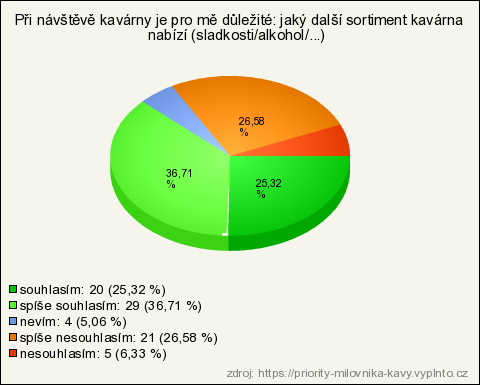 Při návštěvě kavárny je pro mě důležité: jaký další sortiment kavárna
nabízí (sladkosti/alkohol/...)
26,58
%
36,71
%
25,32
%
souhlasím: 20 (25,32 %)
spíše souhlasím: 29 (36,71 %)
nevím: 4 (5,06 %)
spíše nesouhlasím: 21 (26,58 %)
nesouhlasím: 5 (6,33 %)
zdroj: https://priority-milovnika-kavy.vyplnto.cz